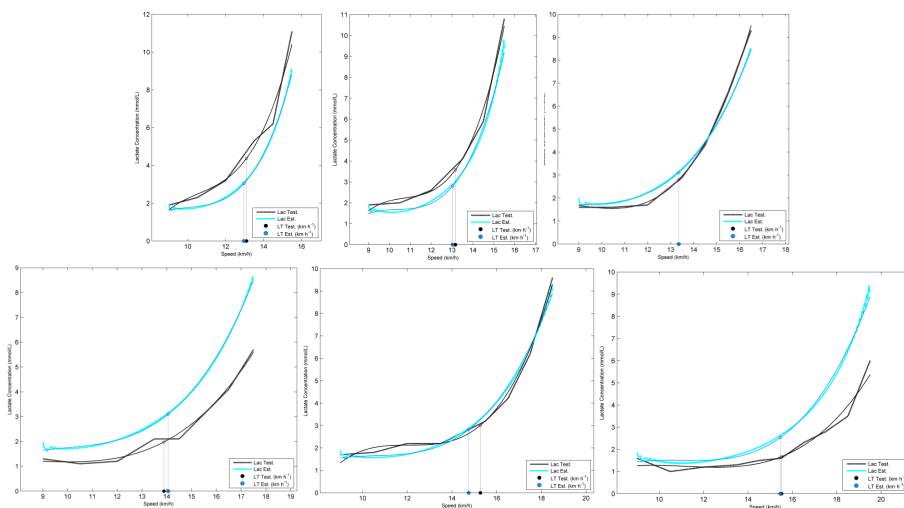 Lactate Concentration (mmol/L)
12
10
8
6
4
2
0
10 12 14 16
Speed (km/h)
Lac Test.
Lac Est.
LT Test. (km h⁻¹)
LT Est. (km h⁻¹)
Lactate Concentration (mmol/L)
11
10
9
8
7
6
5
4
3
2
1
0
9 10 11 12 13 14 15 16 17
Speed (km/h)
Lac Test.
Lac Est.
LT Test. (km h⁻¹)
LT Est. (km h⁻¹)
10
9
8
7
6
5
4
3
2
1
0
9 10 11 12 13 14 15 16 17 18
Speed (km/h)
Lac Test.
Lac Est.
LT Test. (km h⁻¹)
LT Est. (km h⁻¹)
Lactate Concentration (mmol/L)
9
8
7
6
5
4
3
2
1
0
9 10 11 12 13 14 15 16 17 18 19
Speed (km/h)
Lac Test.
Lac Est.
LT Test. (km h⁻¹)
LT Est. (km h⁻¹)
Lactate Concentration (mmol/L)
10
9
8
7
6
5
4
3
2
1
0
10 12 14 16 18 20
Speed (km/h)
Lac Test.
Lac Est.
LT Test. (km h⁻¹)
LT Est. (km h⁻¹)
Lactate Concentration (mmol/L)
10
9
8
7
6
5
4
3
2
1
0
10 12 14 16 18 20
Speed (km/h)
Lac Test.
Lac Est.
LT Test. (km h⁻¹)
LT Est. (km h⁻¹)